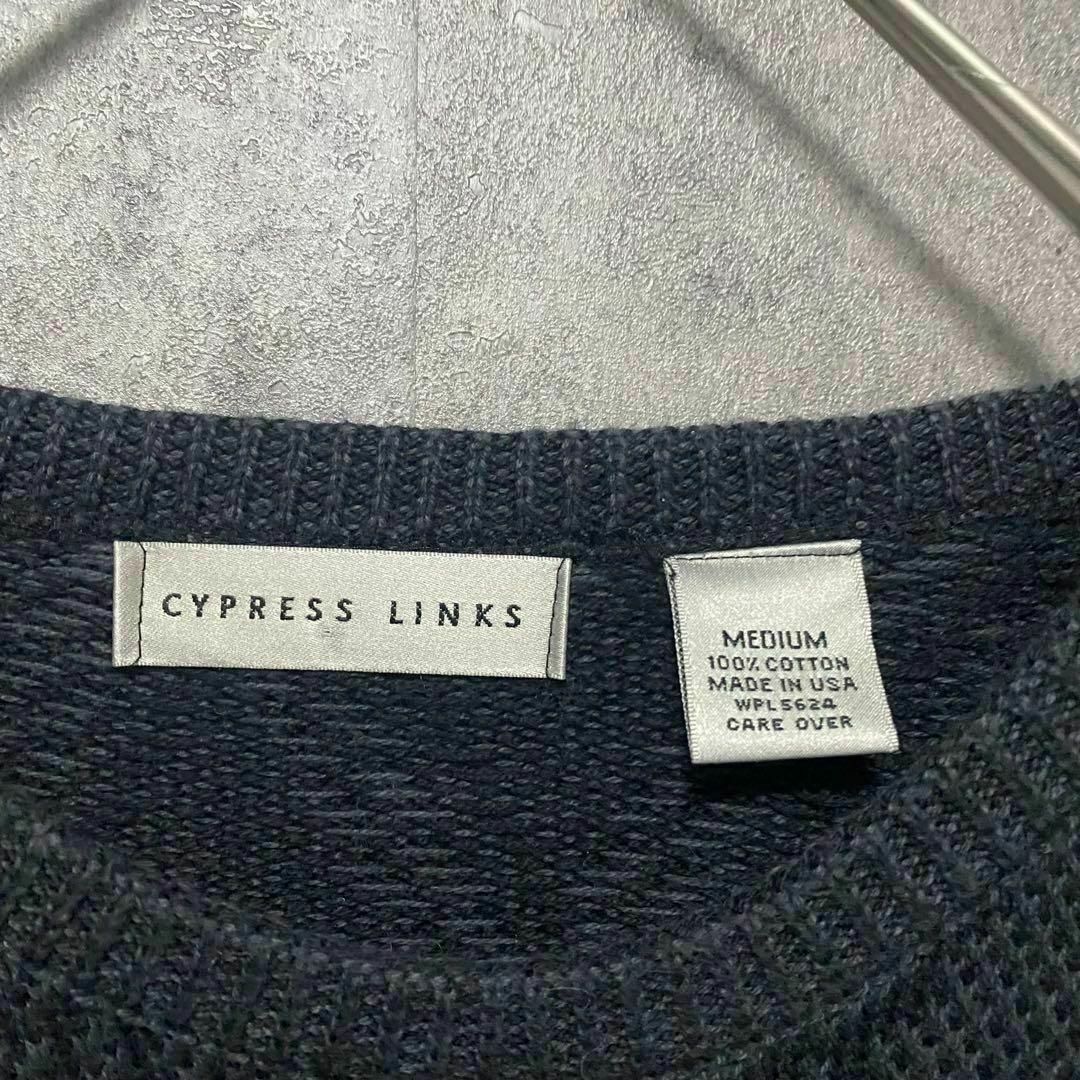 CYPRESS LINKS
MEDIUM
100% COTTON
MADE IN USA
WPL5624
CARE OVER